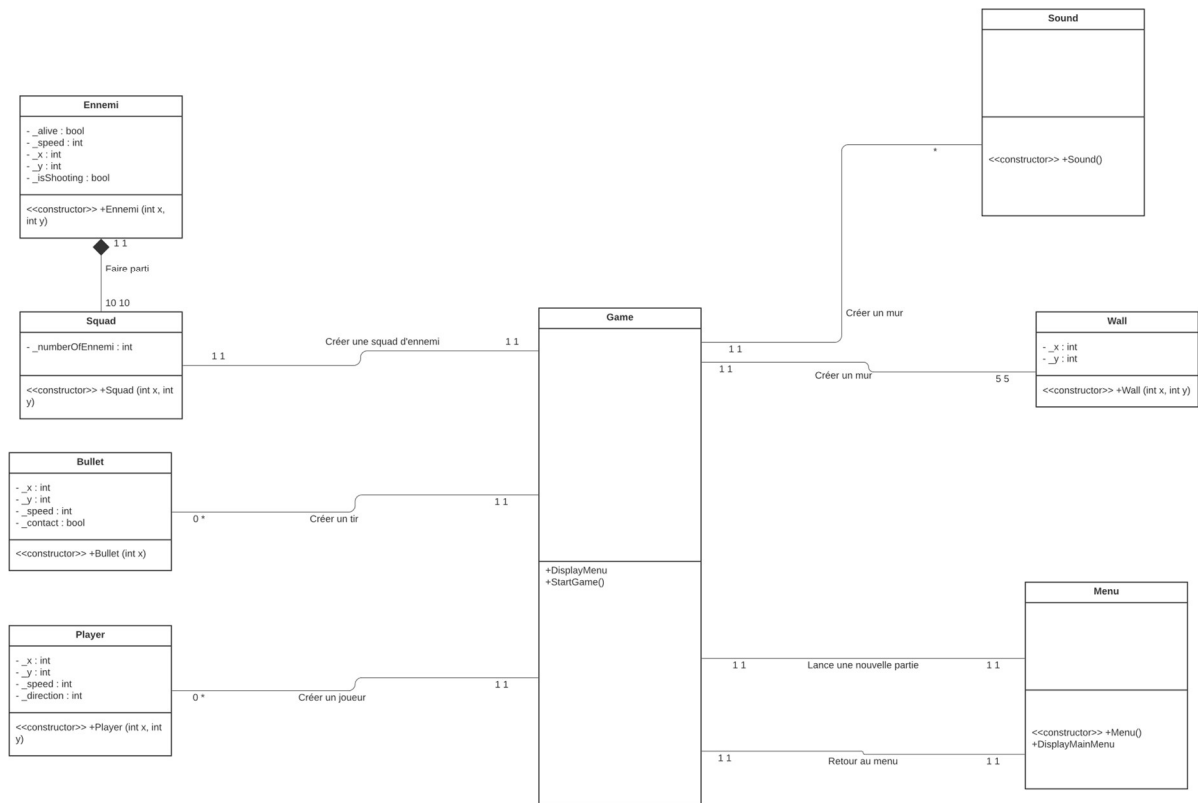 Sound
<<constructor>> +Sound()
*
Ennemi
- _alive : bool
- _speed : int
- _x : int
- _y : int
- _isShooting : bool
<<constructor>> +Ennemi (int x,
int y)
1 1
Faire parti
10 10
Squad
- _numberOfEnnemi : int
<<constructor>> +Squad (int x, int
y)
1 1
Créer une squad d'ennemi
1 1
Game
+DisplayMenu
+StartGame()
Créer un mur
1 1
1 1
Créer un mur
5 5
Wall
- _x : int
- _y : int
<<constructor>> +Wall (int x, int y)
Bullet
- _x : int
- _y : int
- _speed : int
- _contact : bool
<<constructor>> +Bullet (int x)
0 *
Créer un tir
1 1
Player
- _x : int
- _y : int
- _speed : int
- _direction : int
<<constructor>> +Player (int x, int
y)
0 *
Créer un joueur
1 1
Menu
<<constructor>> +Menu()
+DisplayMainMenu
1 1
Lance une nouvelle partie
1 1
1 1
Retour au menu
1 1